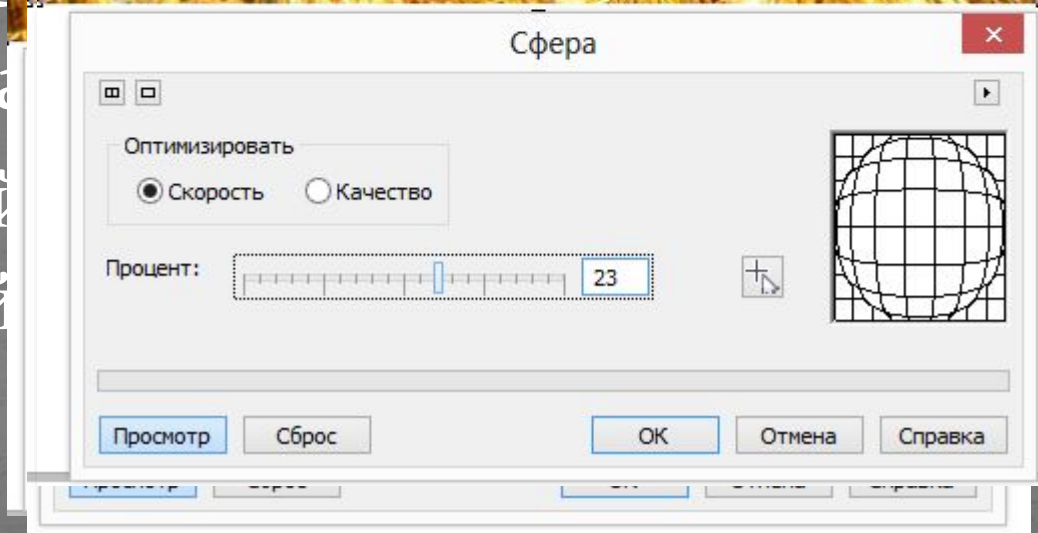 Сфера
Оптимизировать
Скорость Качество
Процент: 23
Просмотр Сброс OK Отмена Справка